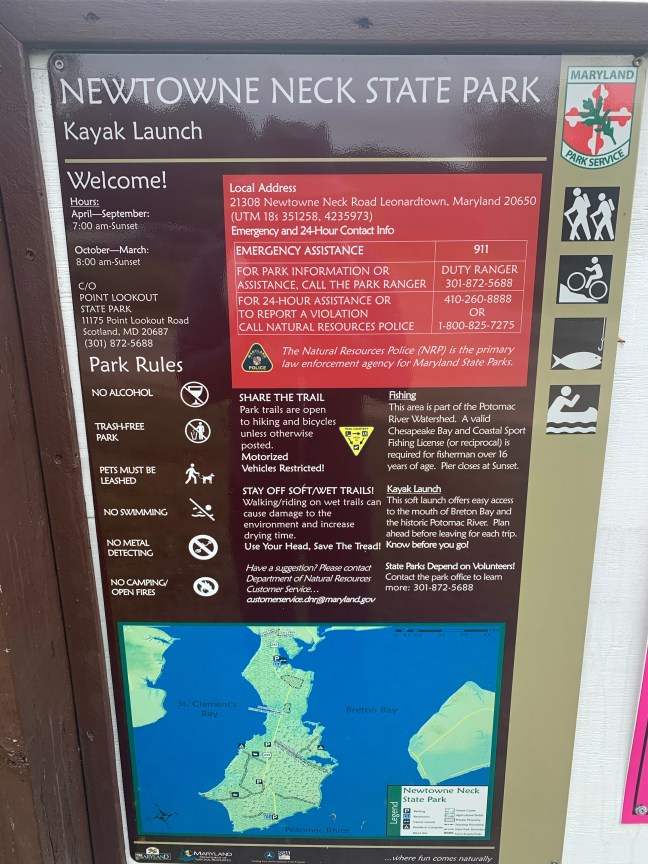 NEWTOWNE NECK STATE PARK
Kayak Launch
MARYLAND
PARK SERVICE
Welcome!
Hours:
April—September:
7:00 am-Sunset
October—March:
8:00 am-Sunset
C/O
POINT LOOKOUT
STATE PARK
11175 Point Lookout Road
Scotland, MD 20687
(301) 872-5688
Local Address
21308 Newtowne Neck Road Leonardtown, Maryland 20650
(UTM 18s 351258, 4235973)
Emergency and 24-Hour Contact Info
EMERGENCY ASSISTANCE 911
FOR PARK INFORMATION OR
ASSISTANCE, CALL THE PARK RANGER
DUTY RANGER
301-872-5688
FOR 24-HOUR ASSISTANCE OR
TO REPORT A VIOLATION
CALL NATURAL RESOURCES POLICE
410-260-8888
OR
1-800-825-7275
POLICE
The Natural Resources Police (NRP) is the primary
law enforcement agency for Maryland State Parks.
Park Rules
NO ALCOHOL
TRASH-FREE
PARK
PETS MUST BE
LEASHED
NO SWIMMING
NO METAL
DETECTING
NO CAMPING/
OPEN FIRES
SHARE THE TRAIL
Park trails are open
to hiking and bicycles
unless otherwise
posted.
Motorized
Vehicles Restricted!
STAY OFF SOFT/WET TRAILS!
Walking/riding on wet trails can
cause damage to the
environment and increase
drying time.
Use Your Head, Save The Tread!
Have a suggestion? Please contact
Department of Natural Resources
Customer Service...
customerservice.dnr@maryland.gov
Fishing
This area is part of the Potomac
River Watershed. A valid
Chesapeake Bay and Coastal Sport
Fishing License (or reciprocal) is
required for fisherman over 16
years of age. Pier closes at Sunset.
Kayak Launch
This soft launch offers easy access
to the mouth of Breton Bay and
the historic Potomac River. Plan
ahead before leaving for each trip.
Know before you go!
State Parks Depend on Volunteers!
Contact the park office to learn
more: 301-872-5688
St. Clement's
Bay
Breton Bay
Potomac River
Newtowne Neck
State Park
Legend
Parking
MARYLAND
MARYLAND
...where fun comes naturally